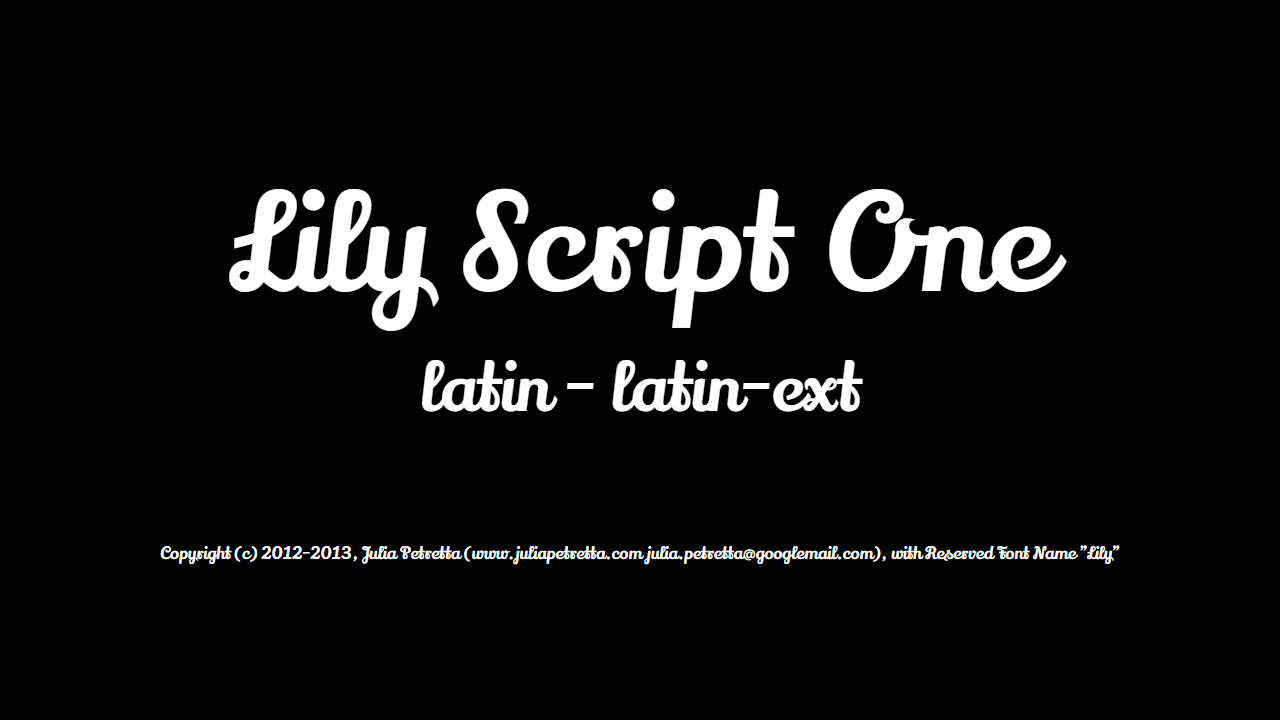 Lily Script One
latin - latin-ext
Copyright (c) 2012-2013, Julia Petretta (www.juliapetretta.com julia.petretta@googlemail.com), with Reserved Font Name "Lily"